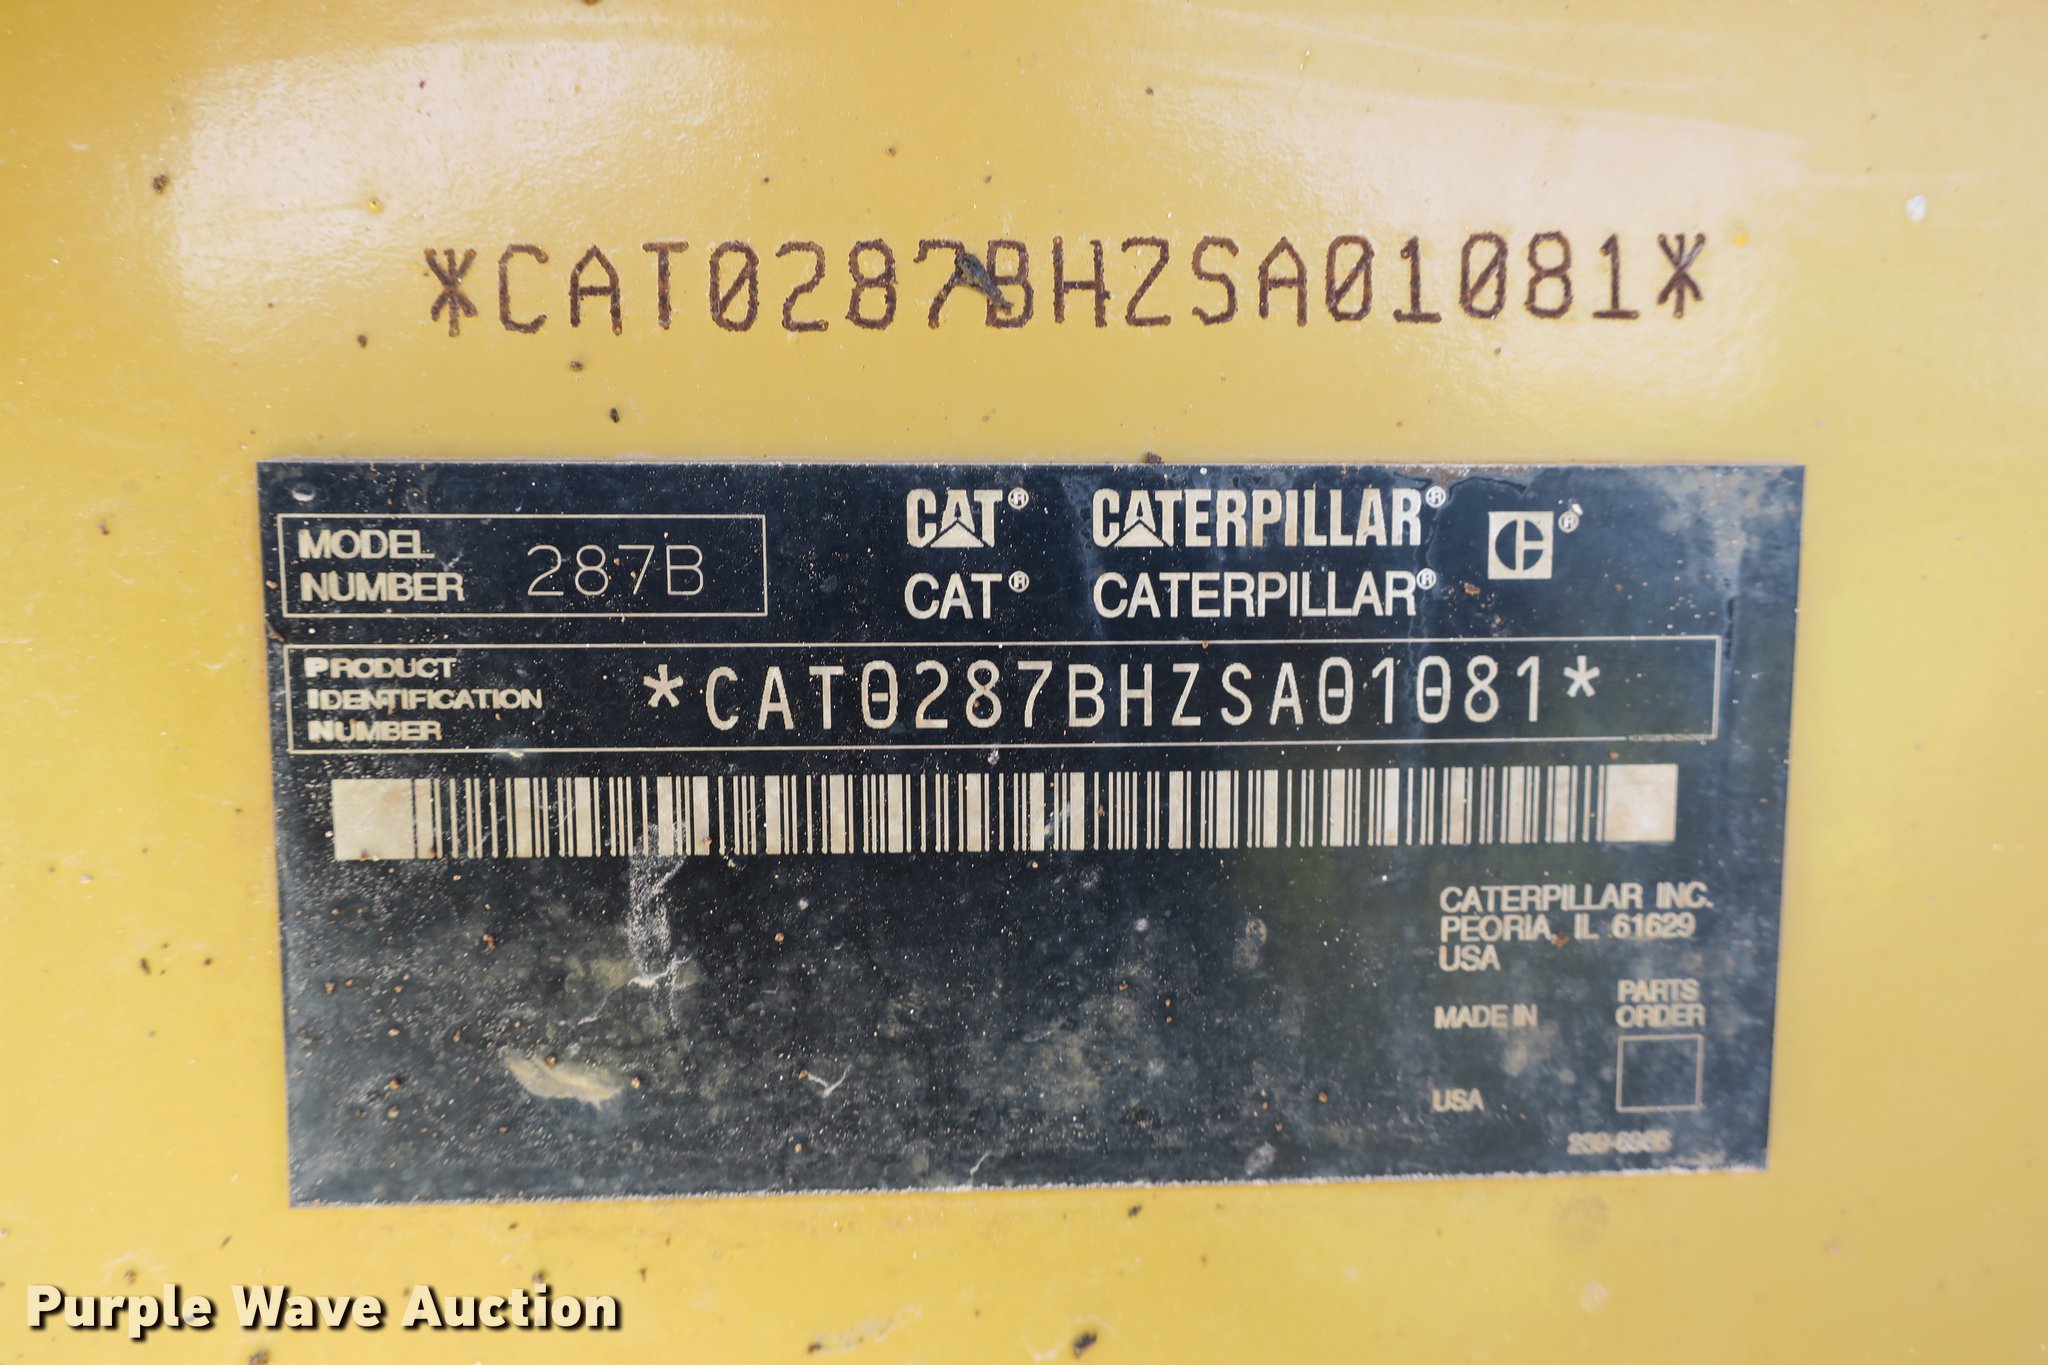 *CAT0287BHZSA01081*
MODEL NUMBER 287B
CAT® CATERPILLAR®
CAT® CATERPILLAR®
PRODUCT
IDENTIFICATION
NUMBER
*CAT0287BHZSA01081*
CATERPILLAR INC.
PEORIA, IL 61629
USA
MADE IN
USA
PARTS
ORDER
Purple Wave Auction